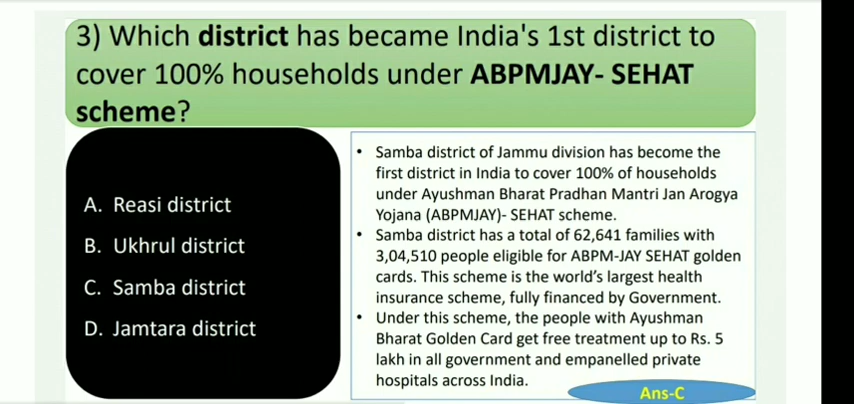 3) Which district has became India's 1st district to
cover 100% households under ABPMJAY- SEHAT
scheme?
A. Reasi district
B. Ukhrul district
C. Samba district
D. Jamtara district
• Samba district of Jammu division has become the
first district in India to cover 100% of households
under Ayushman Bharat Pradhan Mantri Jan Arogya
Yojana (ABPMJAY)- SEHAT scheme.
• Samba district has a total of 62,641 families with
3,04,510 people eligible for ABPM-JAY SEHAT golden
cards. This scheme is the world’s largest health
insurance scheme, fully financed by Government.
• Under this scheme, the people with Ayushman
Bharat Golden Card get free treatment up to Rs. 5
lakh in all government and empanelled private
hospitals across India.
Ans-C